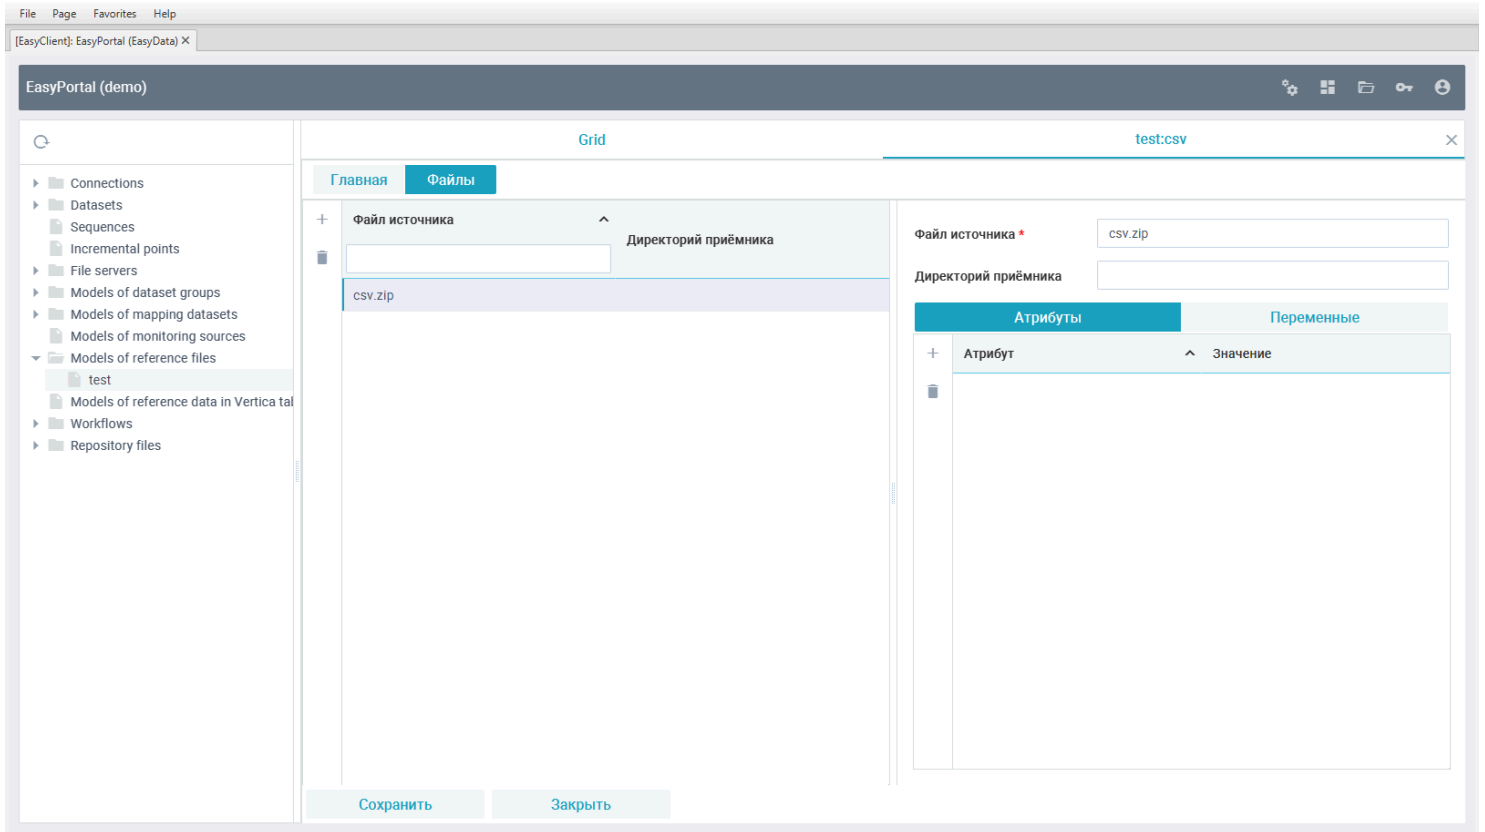 File Page Favorites Help
[EasyClient]: EasyPortal (EasyData) ×
EasyPortal (demo)
Grid
test:csv
Connections
Datasets
Sequences
Incremental points
File servers
Models of dataset groups
Models of mapping datasets
Models of monitoring sources
Models of reference files
test
Models of reference data in Vertica tal
Workflows
Repository files
Главная Файлы
Файл источника
Директорий приёмника
csv.zip
Файл источника * csv.zip
Директорий приёмника
Атрибуты Переменные
Атрибут Значение
Сохранить Закрыть